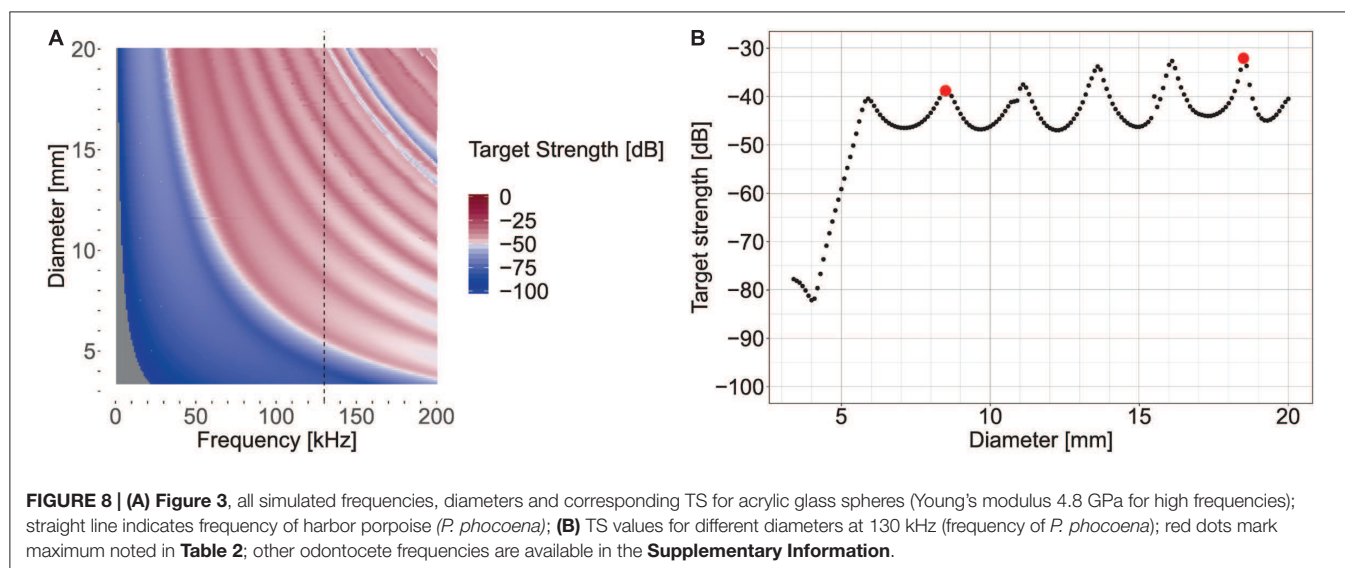 A
B
20
15
10
5
Diameter [mm]
0 50 100 150 200
Frequency [kHz]
Target Strength [dB]
0
−25
−50
−75
−100
−30
−40
−50
−60
−70
−80
−90
−100
Target strength [dB]
5 10 15 20
Diameter [mm]
FIGURE 8 | (A) Figure 3, all simulated frequencies, diameters and corresponding TS for acrylic glass spheres (Young's modulus 4.8 GPa for high frequencies);
straight line indicates frequency of harbor porpoise (P. phocoena); (B) TS values for different diameters at 130 kHz (frequency of P. phocoena); red dots mark
maximum noted in Table 2; other odontocete frequencies are available in the Supplementary Information.